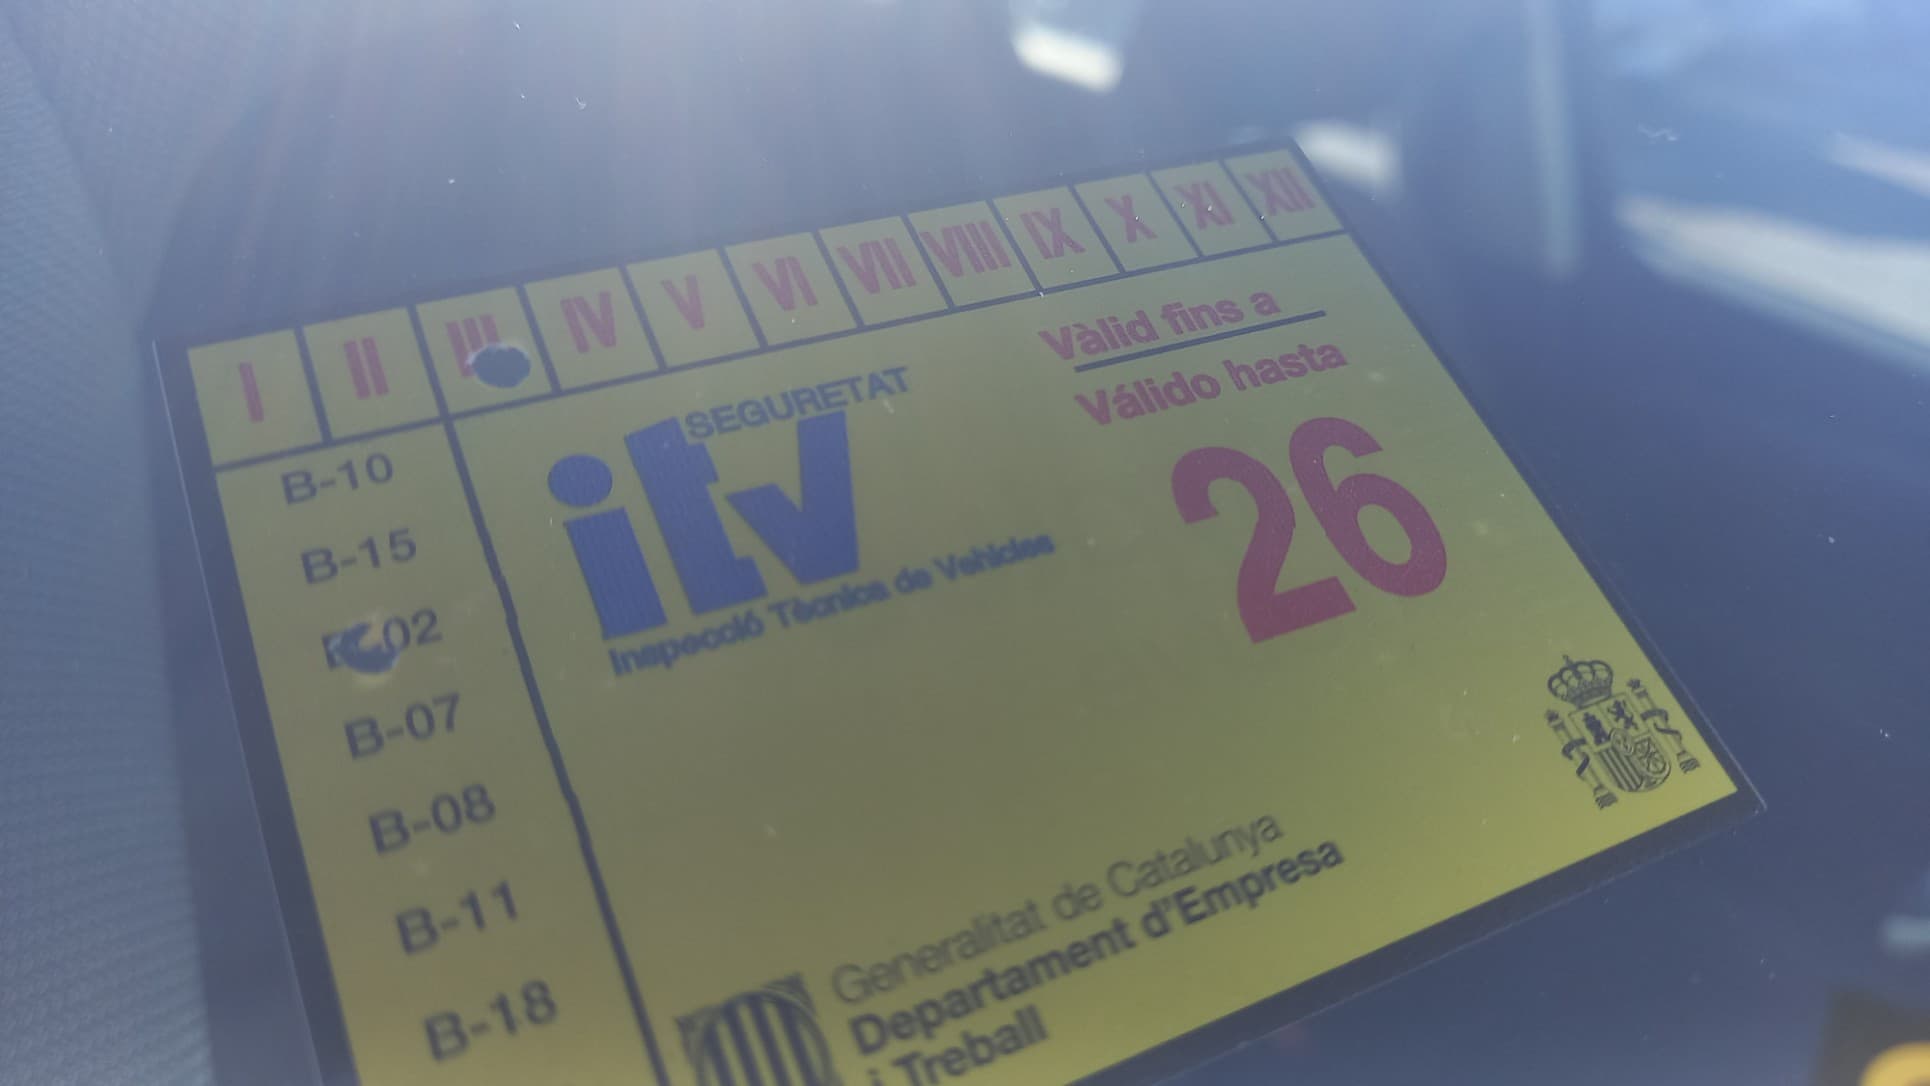 I II III IV V VI VII VIII IX X XI XII
Vàlid fins a
Válido hasta
26
SEGURETAT
itv
Inspecció Tècnica de Vehicles
B-10
B-15
02
B-07
B-08
B-11
B-18
Generalitat de Catalunya
Departament d'Empresa
i Treball